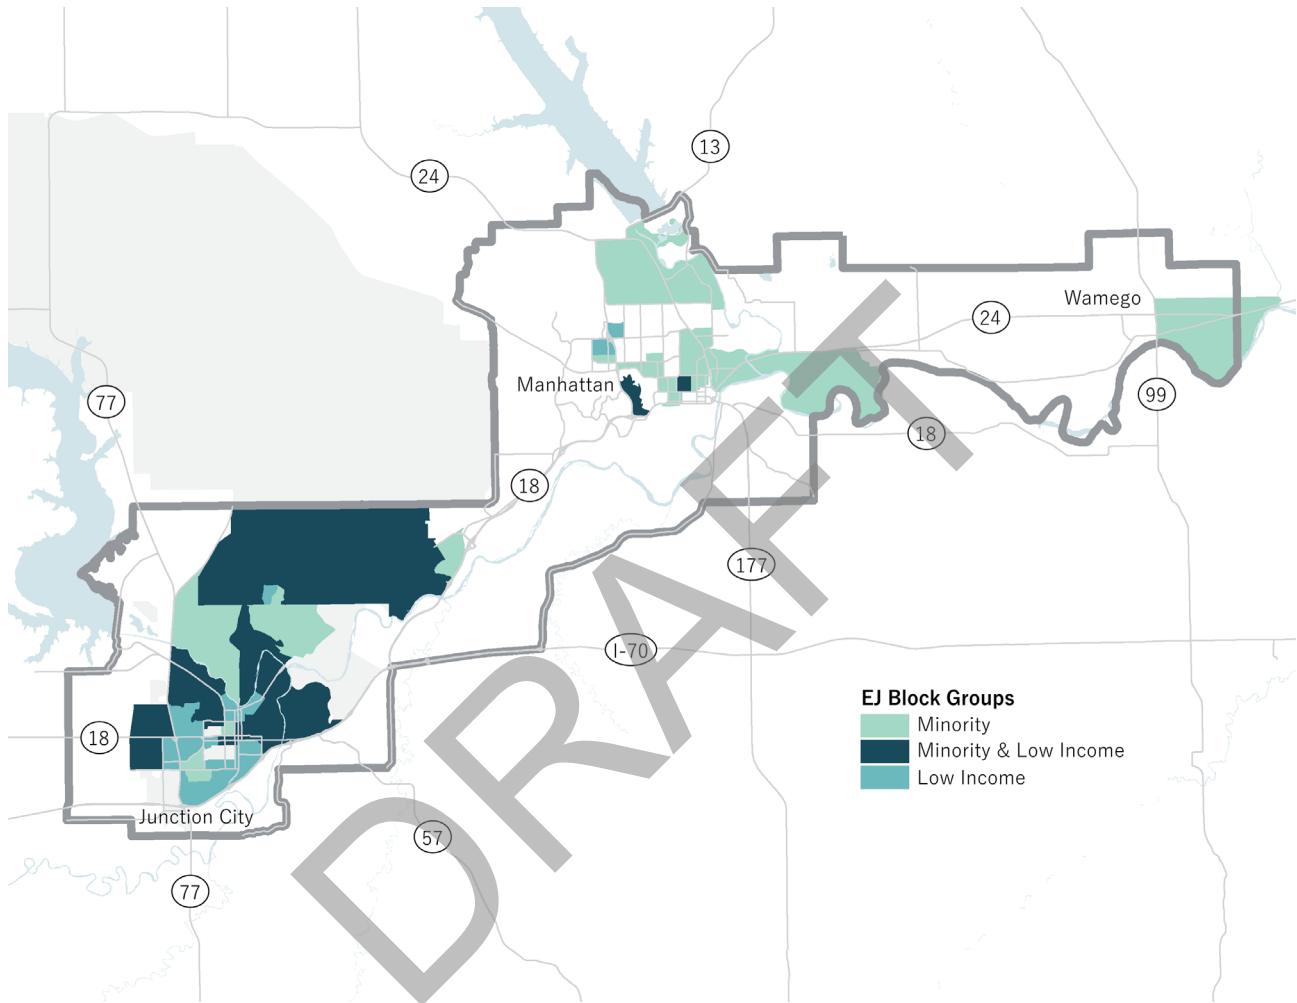 13
24
Wamego
24
Manhattan
77
99
18
18
177
I-70
EJ Block Groups
Minority
18
Minority & Low Income
Low Income
Junction City
57
77
DRAFT